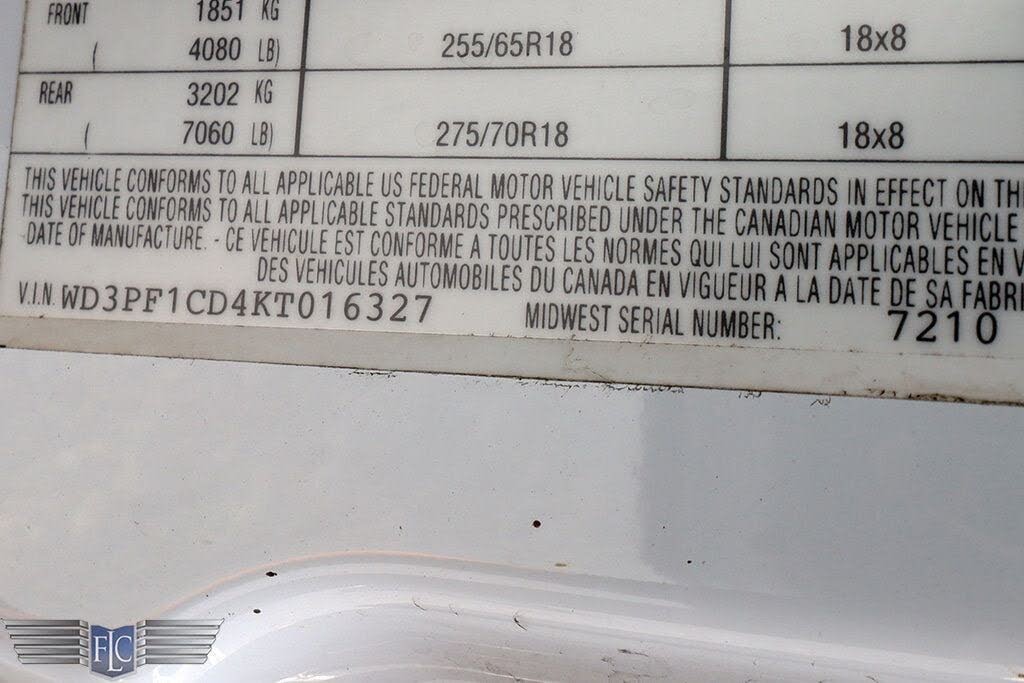 FRONT 1851 KG
( 4080 LB) 255/65R18 18x8
REAR 3202 KG
( 7060 LB) 275/70R18 18x8
THIS VEHICLE CONFORMS TO ALL APPLICABLE US FEDERAL MOTOR VEHICLE SAFETY STANDARDS IN EFFECT ON
THIS VEHICLE CONFORMS TO ALL APPLICABLE STANDARDS PRESCRIBED UNDER THE CANADIAN MOTOR VEHICLE
DATE OF MANUFACTURE. - CE VEHICULE EST CONFORME A TOUTES LES NORMES QUI LUI SONT APPLICABLES EN
DES VEHICULES AUTOMOBILES DU CANADA EN VIGUEUR A LA DATE DE SA
V.I.N. WD3PF1CD4KT016327 MIDWEST SERIAL NUMBER: 7210
FLC